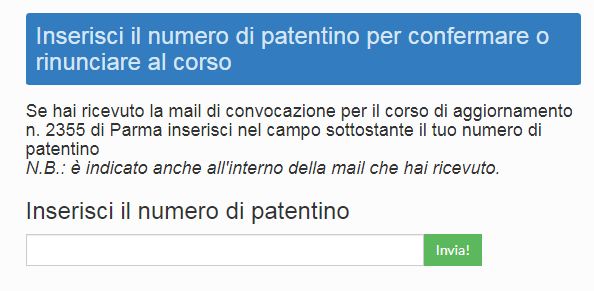 Inserisci il numero di patentino per confermare o
rinunciare al corso
Se hai ricevuto la mail di convocazione per il corso di aggiornamento
n. 2355 di Parma inserisci nel campo sottostante il tuo numero di
patentino
N.B.: è indicato anche all'interno della mail che hai ricevuto.
Inserisci il numero di patentino
Invia!